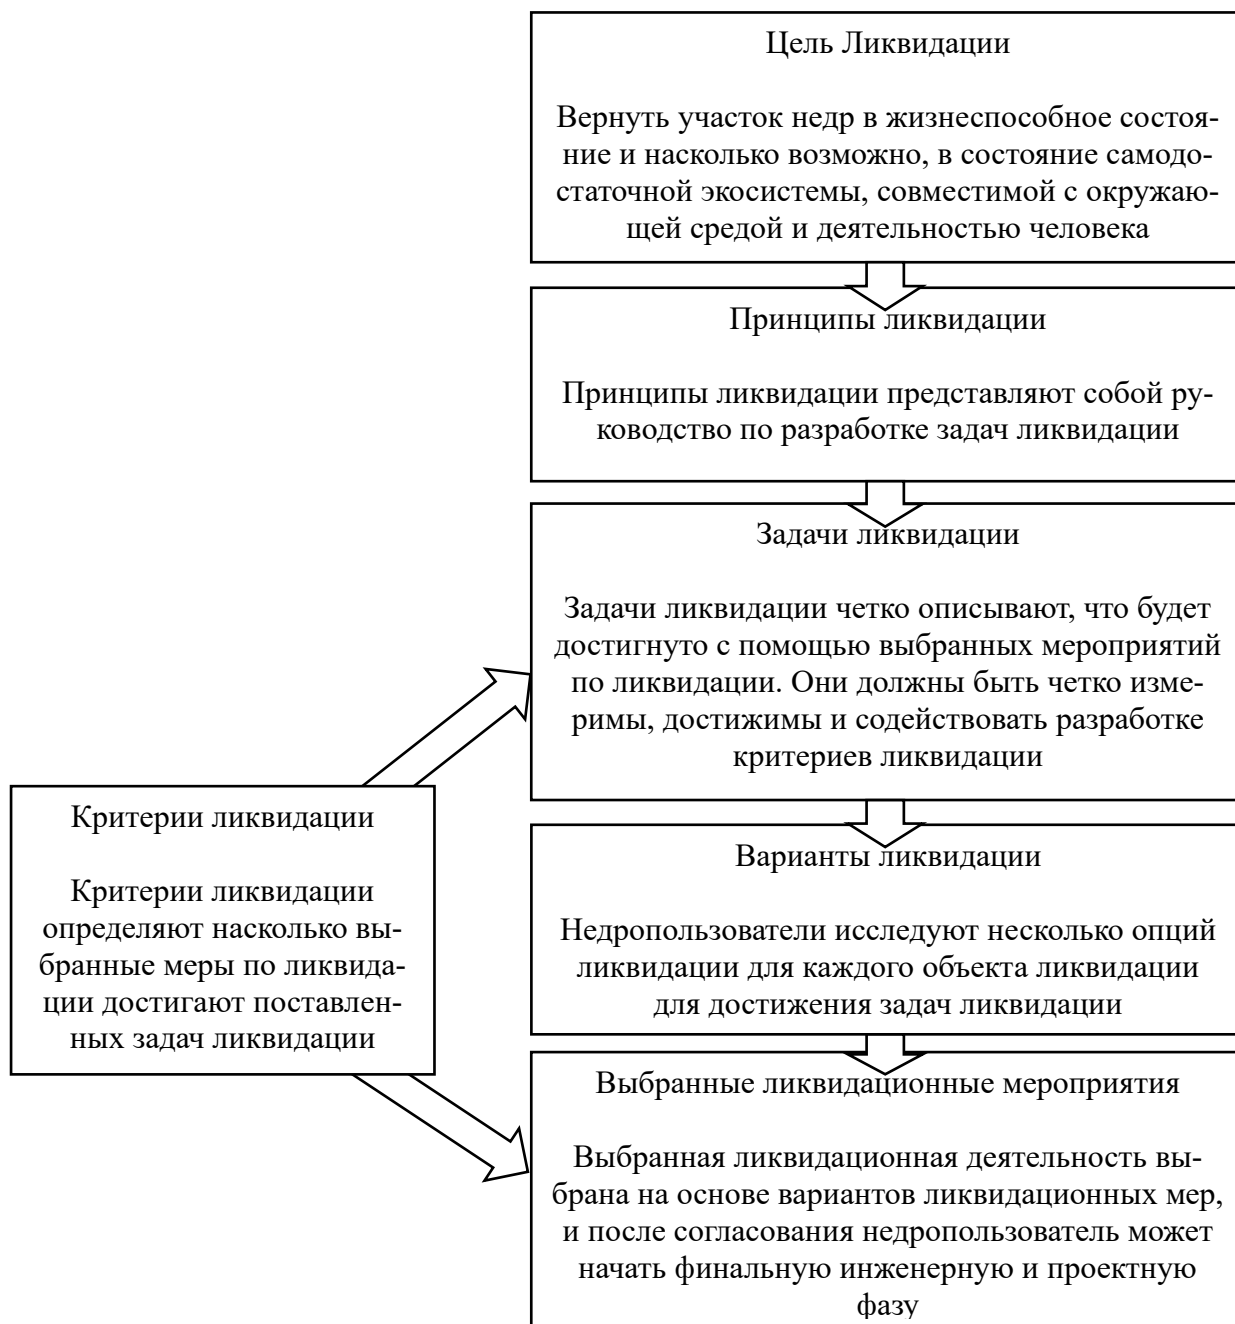 Цель Ликвидации
Вернуть участок недр в жизнеспособное состоя-
ние и насколько возможно, в состояние самодо-
статочной экосистемы, совместимой с окружаю-
щей средой и деятельностью человека
Принципы ликвидации
Принципы ликвидации представляют собой ру-
ководство по разработке задач ликвидации
Задачи ликвидации
Задачи ликвидации четко описывают, что будет
достигнуто с помощью выбранных мероприятий
по ликвидации. Они должны быть четко изме-
римы, достижимы и содействовать разработке
критериев ликвидации
Критерии ликвидации
Критерии ликвидации
определяют насколько вы-
бранные меры по ликвида-
ции достигают поставлен-
ных задач ликвидации
Варианты ликвидации
Недропользователи исследуют несколько опций
ликвидации для каждого объекта ликвидации
для достижения задач ликвидации
Выбранные ликвидационные мероприятия
Выбранная ликвидационная деятельность вы-
брана на основе вариантов ликвидационных мер,
и после согласования недропользователь может
начать финальную инженерную и проектную
фазу